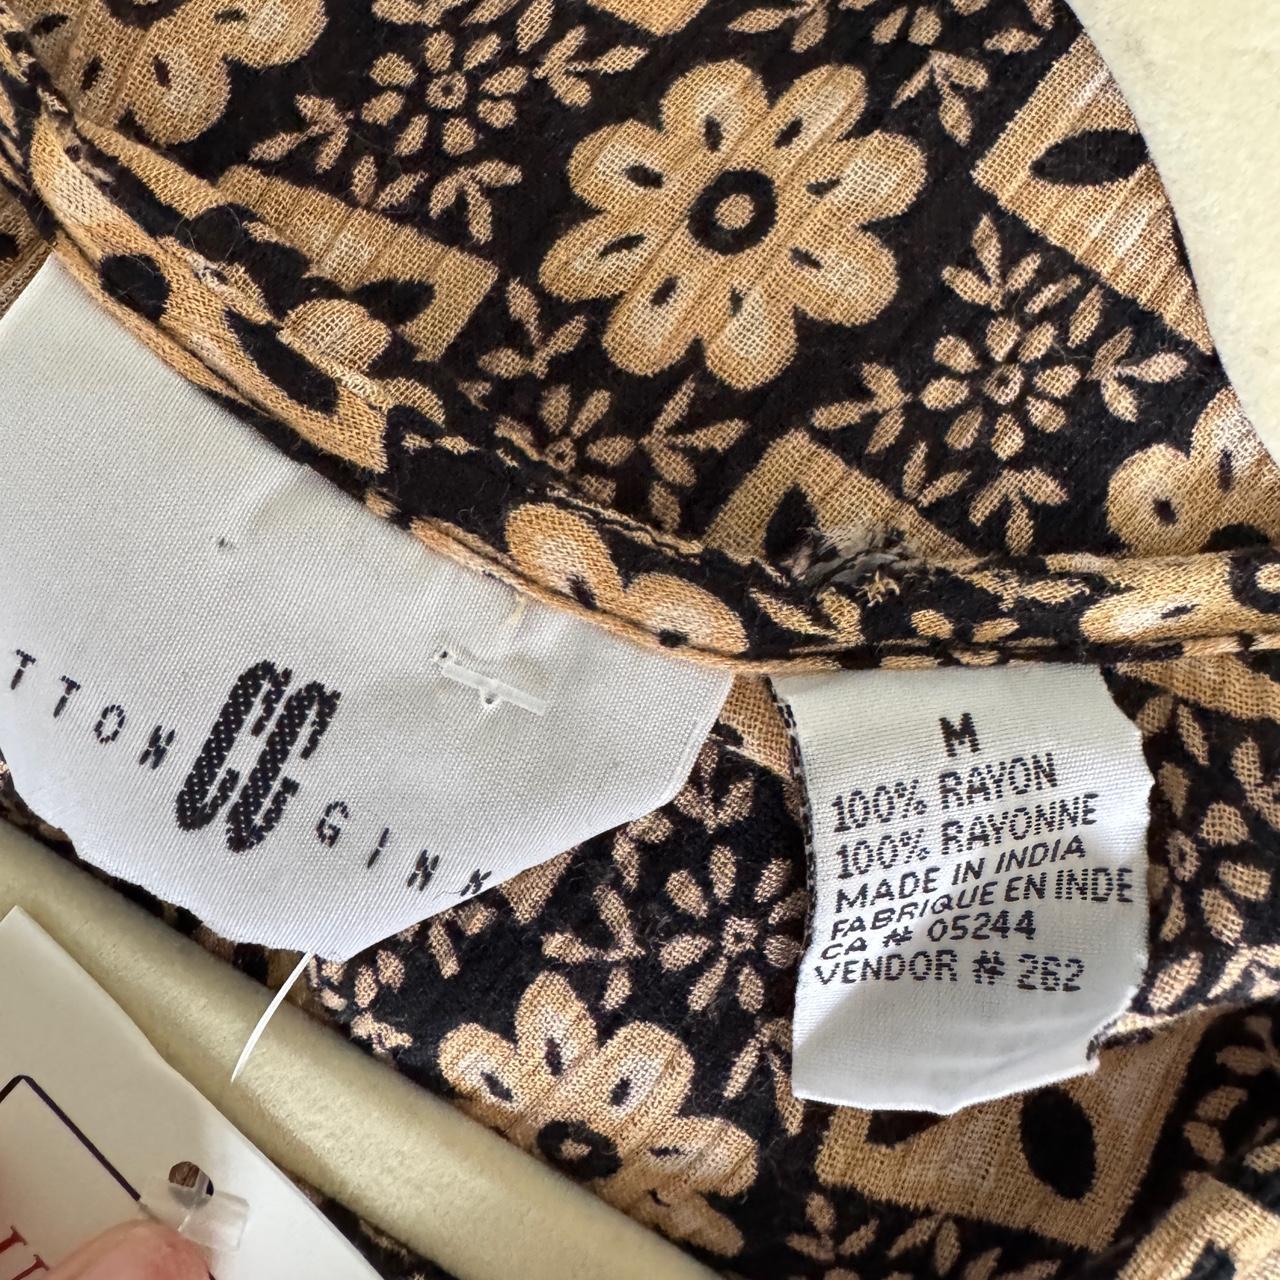 TTON CG GINN
M
100% RAYON
100% RAYONNE
MADE IN INDIA
FABRIQUE EN INDE
CA # 05244
VENDOR # 262